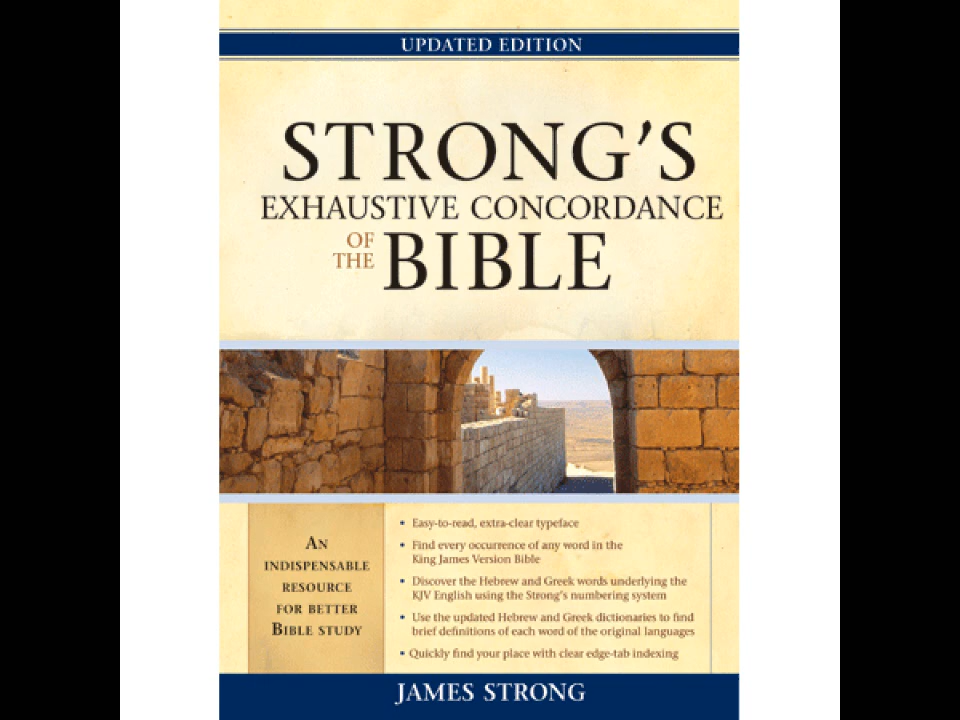 UPDATED EDITION
STRONG'S
EXHAUSTIVE CONCORDANCE
OF
THE
BIBLE
AN
INDISPENSABLE
RESOURCE
FOR BETTER
BIBLE STUDY
• Easy-to-read, extra-clear typeface
• Find every occurrence of any word in the
King James Version Bible
• Discover the Hebrew and Greek words underlying the
KJV English using the Strong's numbering system
• Use the updated Hebrew and Greek dictionaries to find
brief definitions of each word of the original languages
• Quickly find your place with clear edge-tab indexing
JAMES STRONG